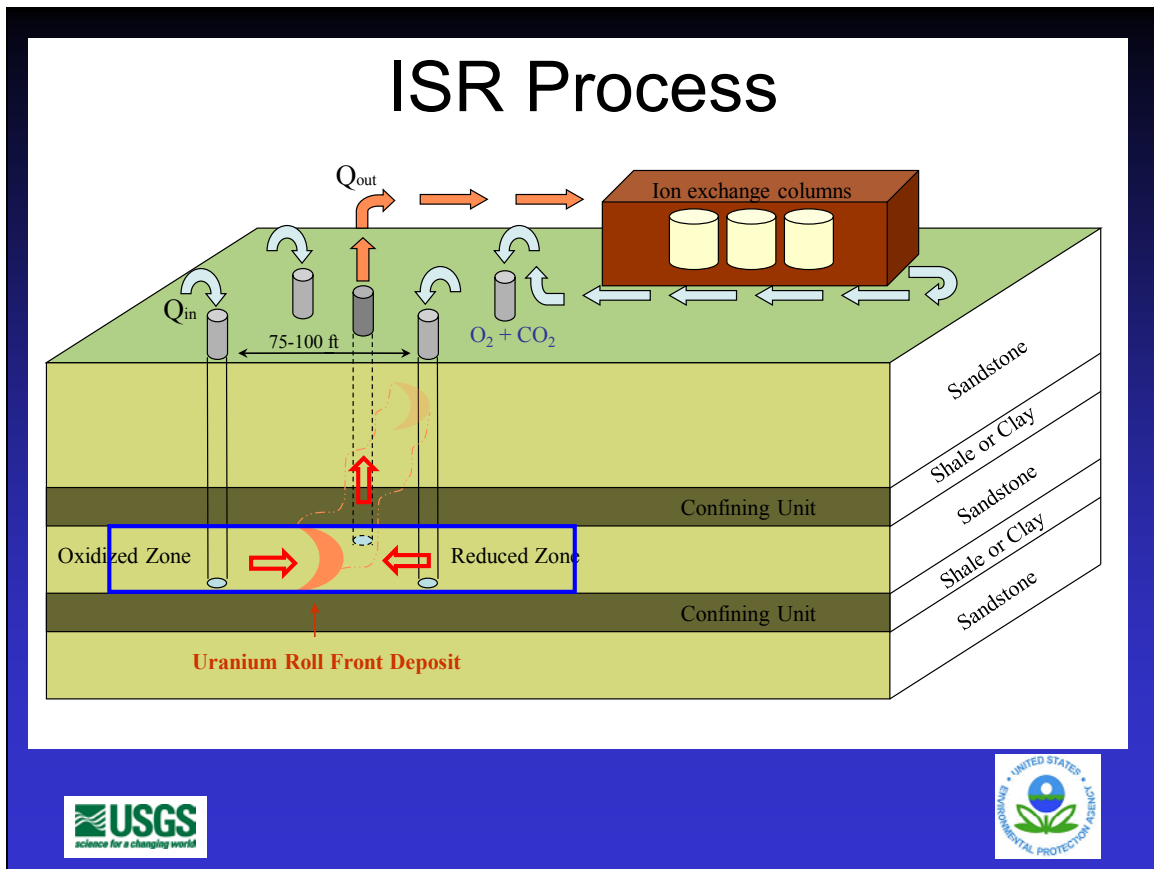 ISR Process
Qout
Ion exchange columns
Qin
O2 + CO2
75-100 ft
Sandstone
Shale or Clay
Sandstone
Shale or Clay
Sandstone
Confining Unit
Oxidized Zone
Reduced Zone
Confining Unit
Uranium Roll Front Deposit
USGS
science for a changing world
UNITED STATES
ENVIRONMENTAL PROTECTION AGENCY